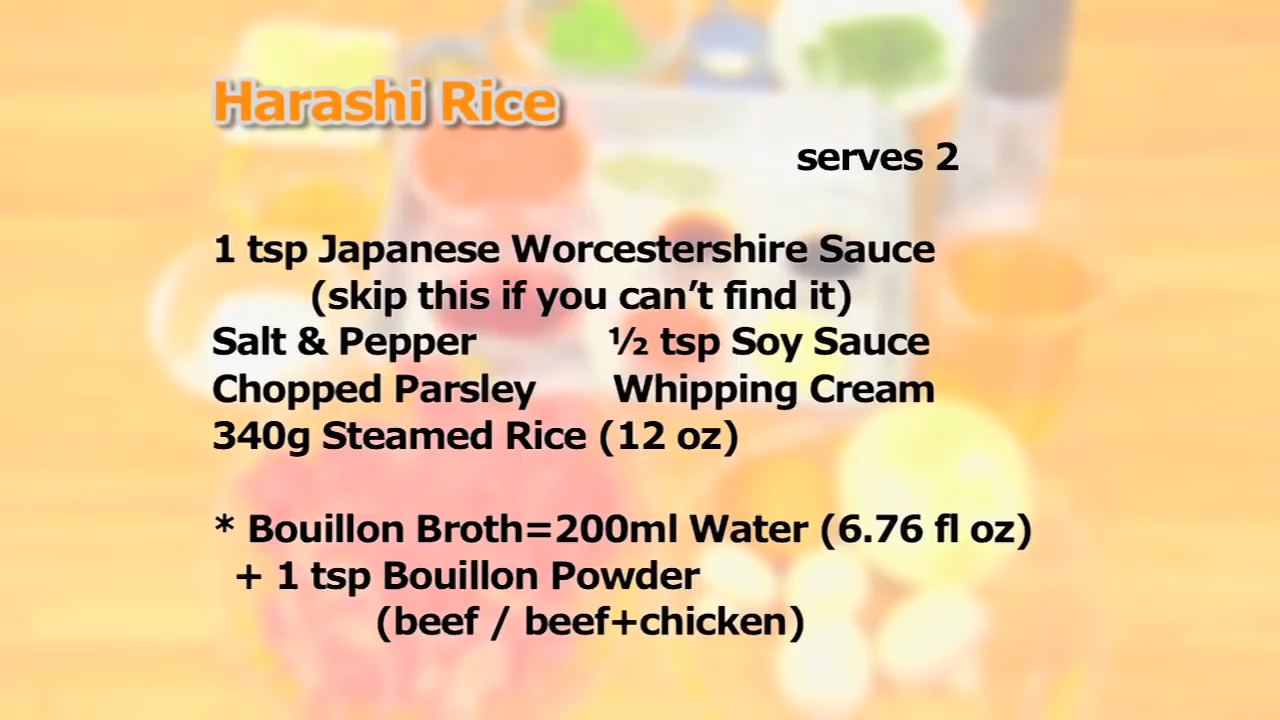 Harashi Rice
serves 2
1 tsp Japanese Worcestershire Sauce
(skip this if you can’t find it)
Salt & Pepper ½ tsp Soy Sauce
Chopped Parsley Whipping Cream
340g Steamed Rice (12 oz)
* Bouillon Broth=200ml Water (6.76 fl oz)
+ 1 tsp Bouillon Powder
(beef / beef+chicken)